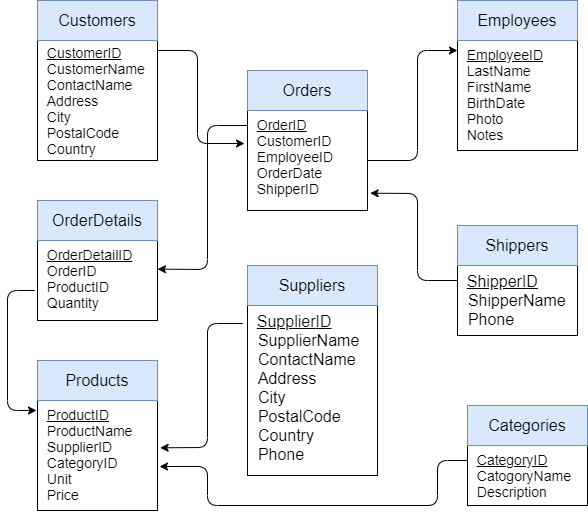 Customers
CustomerID
CustomerName
ContactName
Address
City
PostalCode
Country
Employees
EmployeeID
LastName
FirstName
BirthDate
Photo
Notes
Orders
OrderID
CustomerID
EmployeeID
OrderDate
ShipperID
OrderDetails
OrderDetailID
OrderID
ProductID
Quantity
Shippers
ShipperID
ShipperName
Phone
Suppliers
SupplierID
SupplierName
ContactName
Address
City
PostalCode
Country
Phone
Products
ProductID
ProductName
SupplierID
CategoryID
Unit
Price
Categories
CategoryID
CatogoryName
Description